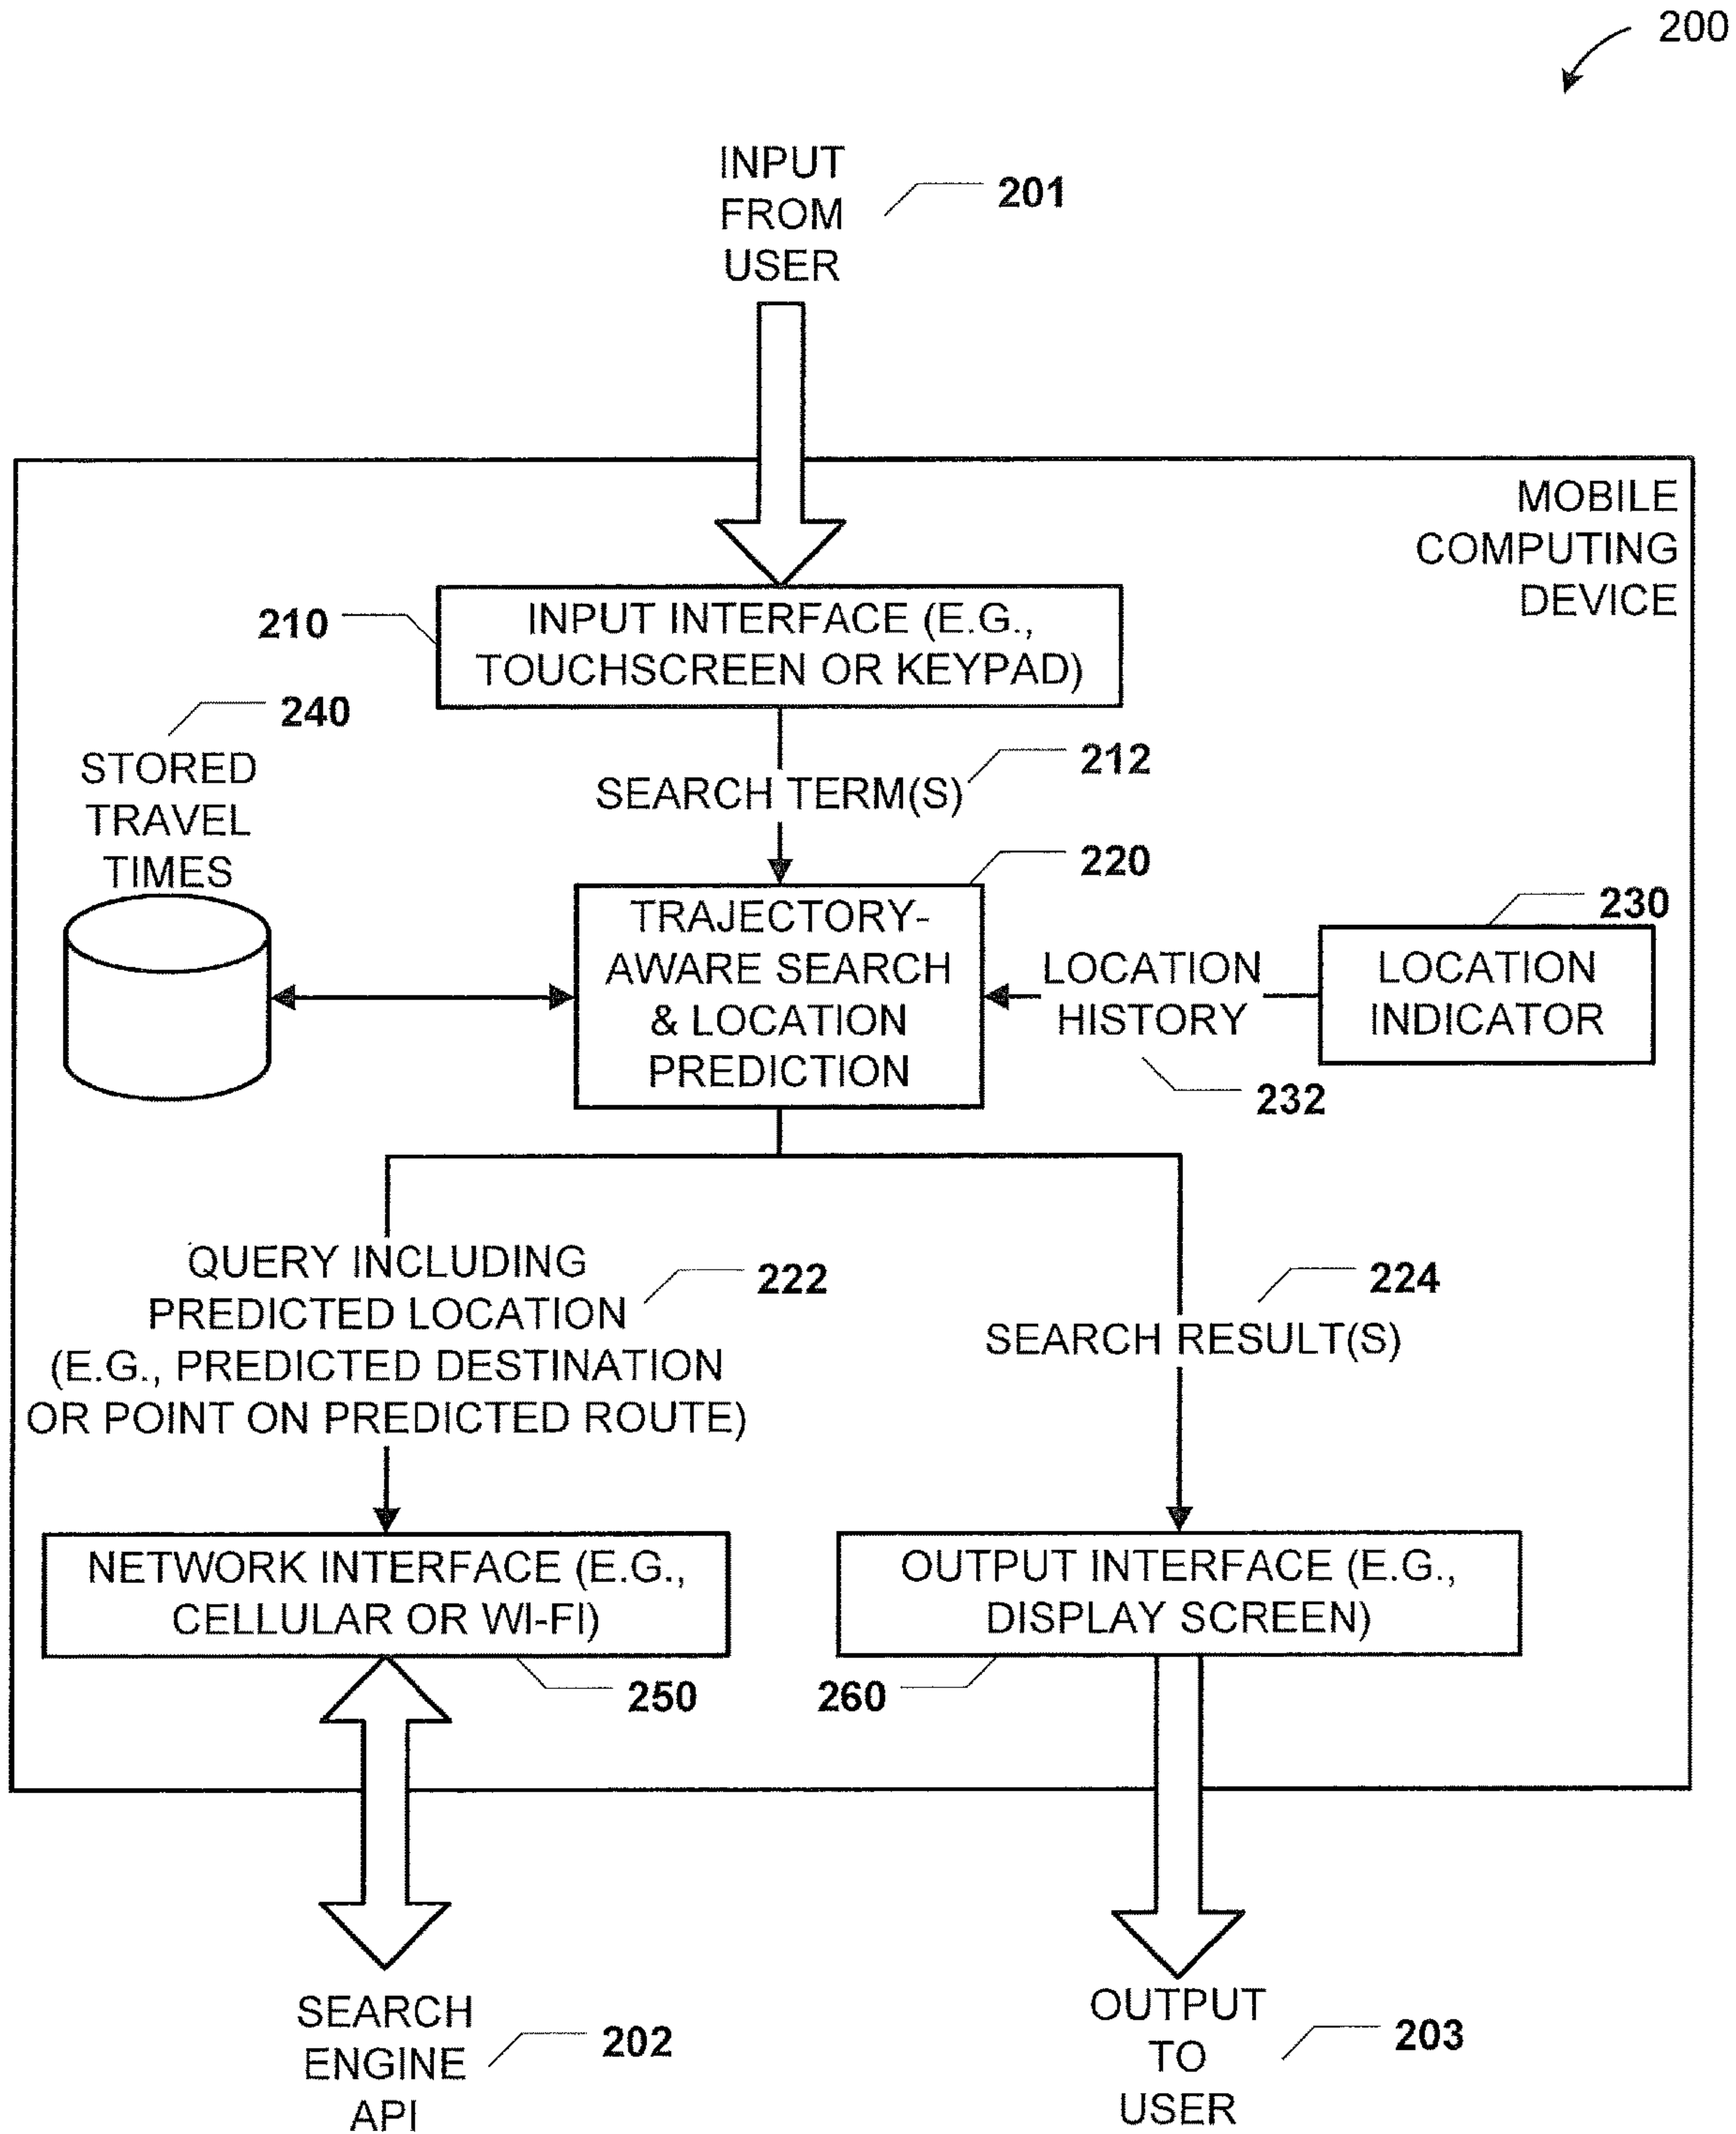 200
INPUT
FROM
USER
201
MOBILE
COMPUTING
DEVICE
210
INPUT INTERFACE (E.G.,
TOUCHSCREEN OR KEYPAD)
240
STORED
TRAVEL
TIMES
212
SEARCH TERM(S)
220
TRAJECTORY-
AWARE SEARCH
& LOCATION
PREDICTION
LOCATION
HISTORY
232
230
LOCATION
INDICATOR
QUERY INCLUDING
PREDICTED LOCATION
(E.G., PREDICTED DESTINATION
OR POINT ON PREDICTED ROUTE)
222
224
SEARCH RESULT(S)
NETWORK INTERFACE (E.G.,
CELLULAR OR WI-FI)
250
OUTPUT INTERFACE (E.G.,
DISPLAY SCREEN)
260
SEARCH
ENGINE
API
202
OUTPUT
TO
USER
203